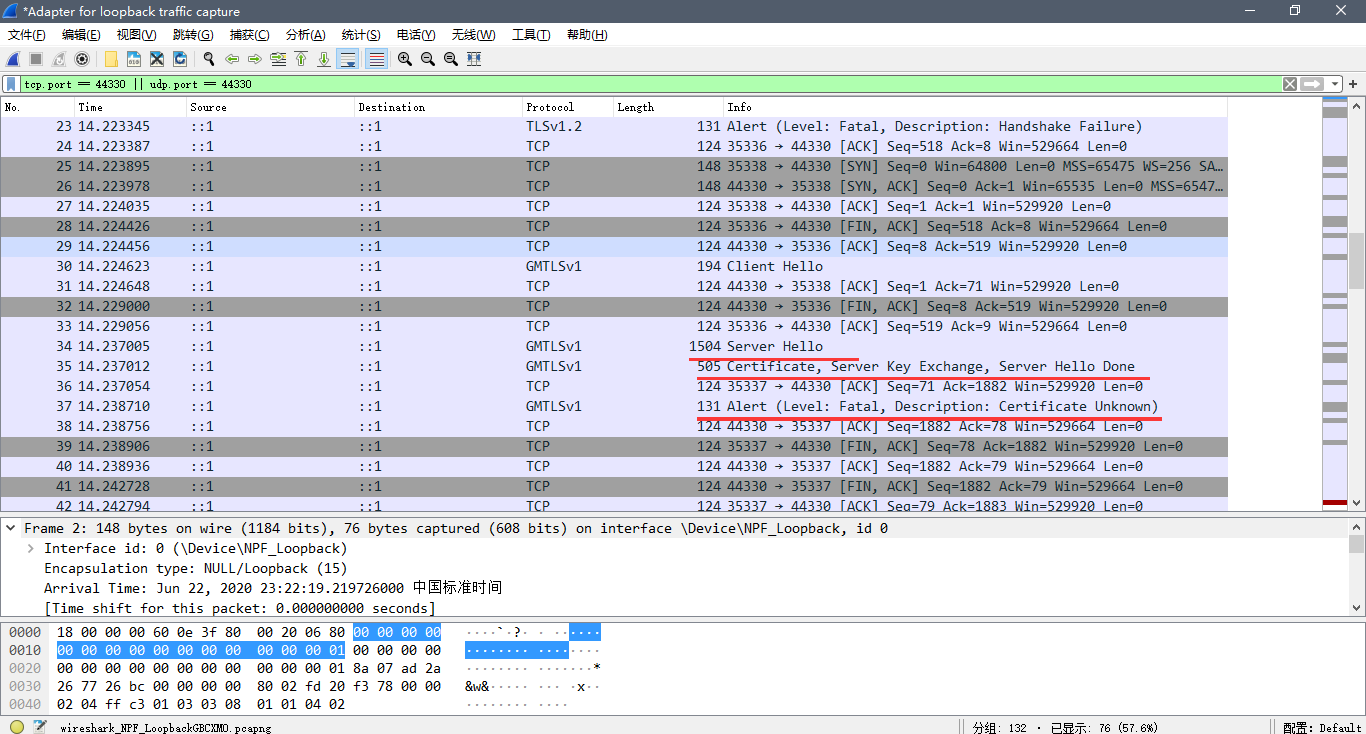 *Adapter for loopback traffic capture
文件(F) 编辑(E) 视图(V) 跳转(G) 捕获(C) 分析(A) 统计(S) 电话(Y) 无线(W) 工具(T) 帮助(H)
tcp.port == 44330 || udp.port == 44330
No. Time Source Destination Protocol Length Info
23 14.223345 ::1 ::1 TLSv1.2 131 Alert (Level: Fatal, Description: Handshake Failure)
24 14.223387 ::1 ::1 TCP 124 35336 → 44330 [ACK] Seq=518 Ack=8 Win=529664 Len=0
25 14.223895 ::1 ::1 TCP 148 35338 → 44330 [SYN] Seq=0 Win=64800 Len=0 MSS=65475 WS=256 SA…
26 14.223978 ::1 ::1 TCP 148 44330 → 35338 [SYN, ACK] Seq=0 Ack=1 Win=65535 Len=0 MSS=6547…
27 14.224035 ::1 ::1 TCP 124 35338 → 44330 [ACK] Seq=1 Ack=1 Win=529920 Len=0
28 14.224426 ::1 ::1 TCP 124 35336 → 44330 [FIN, ACK] Seq=518 Ack=8 Win=529664 Len=0
29 14.224456 ::1 ::1 TCP 124 44330 → 35336 [ACK] Seq=8 Ack=519 Win=529920 Len=0
30 14.224623 ::1 ::1 GMTLSv1 194 Client Hello
31 14.224648 ::1 ::1 TCP 124 44330 → 35338 [ACK] Seq=1 Ack=71 Win=529920 Len=0
32 14.229000 ::1 ::1 TCP 124 44330 → 35336 [FIN, ACK] Seq=8 Ack=519 Win=529920 Len=0
33 14.229056 ::1 ::1 TCP 124 35336 → 44330 [ACK] Seq=519 Ack=9 Win=529664 Len=0
34 14.237005 ::1 ::1 GMTLSv1 1504 Server Hello
35 14.237012 ::1 ::1 GMTLSv1 505 Certificate, Server Key Exchange, Server Hello Done
36 14.237054 ::1 ::1 TCP 124 35337 → 44330 [ACK] Seq=71 Ack=1882 Win=529920 Len=0
37 14.238710 ::1 ::1 GMTLSv1 131 Alert (Level: Fatal, Description: Certificate Unknown)
38 14.238756 ::1 ::1 TCP 124 44330 → 35337 [ACK] Seq=1882 Ack=78 Win=529664 Len=0
39 14.238906 ::1 ::1 TCP 124 35337 → 44330 [FIN, ACK] Seq=78 Ack=1882 Win=529920 Len=0
40 14.238936 ::1 ::1 TCP 124 44330 → 35337 [ACK] Seq=1882 Ack=79 Win=529664 Len=0
41 14.242728 ::1 ::1 TCP 124 44330 → 35337 [FIN, ACK] Seq=1882 Ack=79 Win=529664 Len=0
42 14.242794 ::1 ::1 TCP 124 35337 → 44330 [ACK] Seq=79 Ack=1883 Win=529920 Len=0
Frame 2: 148 bytes on wire (1184 bits), 76 bytes captured (608 bits) on interface \Device\NPF_Loopback, id 0
Interface id: 0 (\Device\NPF_Loopback)
Encapsulation type: NULL/Loopback (15)
Arrival Time: Jun 22, 2020 23:22:19.219726000 中国标准时间
[Time shift for this packet: 0.000000000 seconds]
0000 18 00 00 00 60 0e 3f 80 00 20 06 80 00 00 00 00 ····`·?· · ······
0010 00 00 00 00 00 00 00 00 00 00 00 01 00 00 00 00 ········ ········
0020 00 00 00 00 00 00 00 00 00 00 00 01 8a 07 ad 2a ········ ·······*
0030 26 77 26 bc 00 00 00 00 80 02 fd 20 f3 78 00 00 &w&····· ··· ·x··
0040 02 04 ff c3 01 03 03 08 01 01 04 02 ········ ····
wireshark_NPF_LoopbackGBCXMO.pcapng 分组: 132 · 已显示: 76 (57.6%) 配置: Default